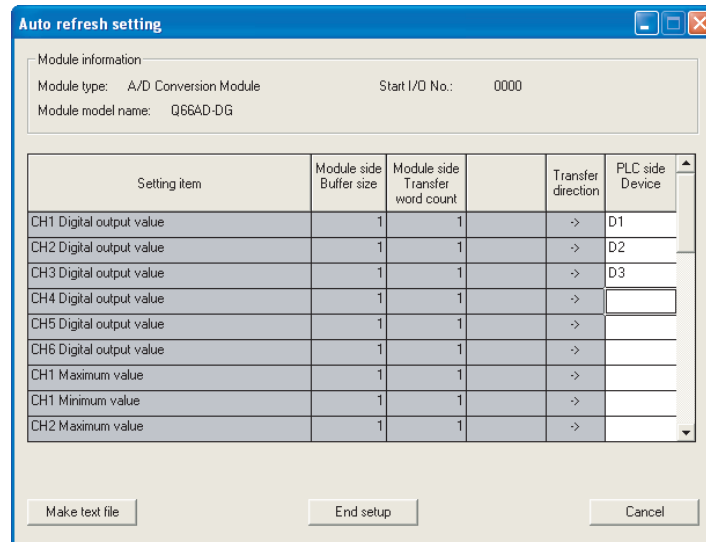 Auto refresh setting
Module information
Module type: A/D Conversion Module Start I/O No.: 0000
Module model name: Q66AD-DG
Setting item Module side Buffer size Module side Transfer word count Transfer direction PLC side Device
CH1 Digital output value 1 1 -> D1
CH2 Digital output value 1 1 -> D2
CH3 Digital output value 1 1 -> D3
CH4 Digital output value 1 1 ->
CH5 Digital output value 1 1 ->
CH6 Digital output value 1 1 ->
CH1 Maximum value 1 1 ->
CH1 Minimum value 1 1 ->
CH2 Maximum value 1 1 ->
Make text file End setup Cancel